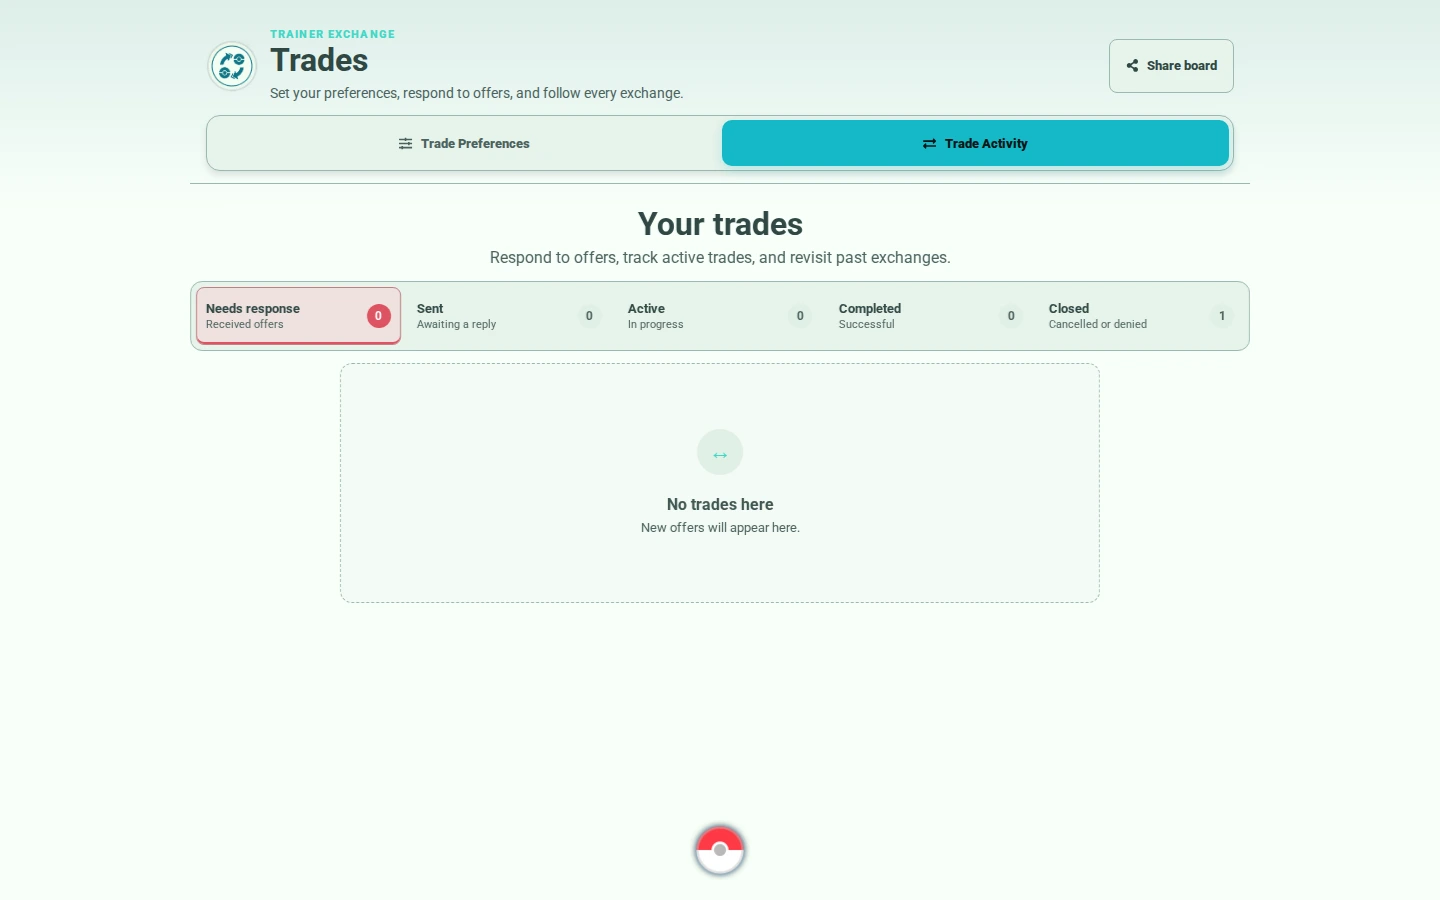 TRAINER EXCHANGE
Trades
Set your preferences, respond to offers, and follow every exchange.
Share board
Trade Preferences
Trade Activity
Your trades
Respond to offers, track active trades, and revisit past exchanges.
Needs response
Received offers
0
Sent
Awaiting a reply
0
Active
In progress
0
Completed
Successful
0
Closed
Cancelled or denied
1
No trades here
New offers will appear here.